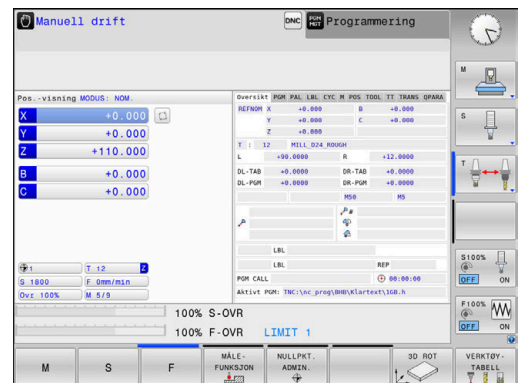 Manuell drift
DNC
PGM MGT
Programmering
Pos.-visning MODUS: NOM.
X +0.000
Y +0.000
Z +110.000
B +0.000
C +0.000
1
T 12 Z
S 1800
F 0mm/min
Ovr 100%
M 5/9
Oversikt PGM PAL LBL CYC M POS TOOL TT TRANS QPARA
REFNOM X +0.000 B +0.000
Y +0.000 C +0.000
Z +0.000
T : 12 MILL_D24_ROUGH
L +90.0000 R +12.0000
DL-TAB +0.0000 DR-TAB +0.0000
DL-PGM +0.0000 DR-PGM +0.0000
M50 M5
P
LBL
LBL REP
PGM CALL 00:00:00
Aktivt PGM: TNC:\nc_prog\BHB\Klartext\1GB.h
100% S-OVR
100% F-OVR LIMIT 1
M
S
T
S100%
OFF ON
F100%
OFF ON
M
S
F
MÅLE-
FUNKSJON
NULLPKT.
ADMIN.
3D ROT
VERKTØY-
TABELL